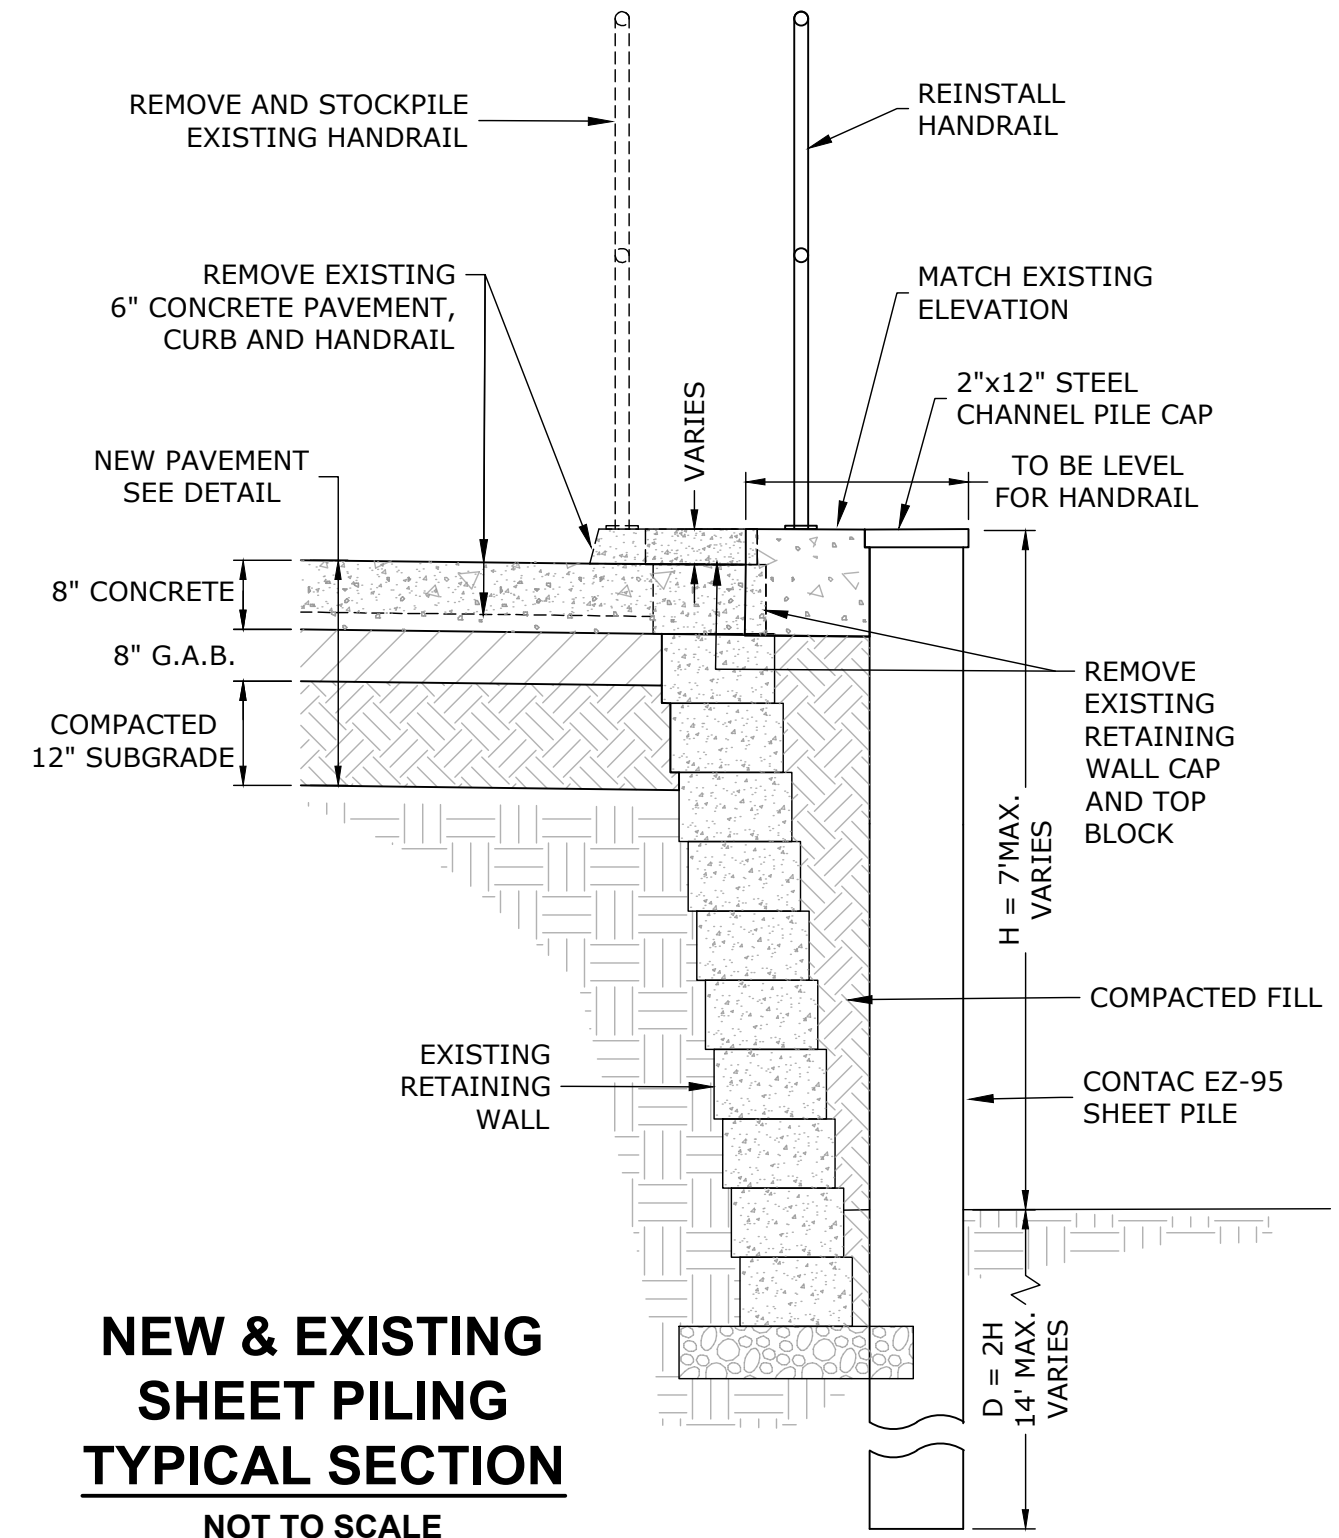 REMOVE AND STOCKPILE
EXISTING HANDRAIL
REINSTALL
HANDRAIL
REMOVE EXISTING
6" CONCRETE PAVEMENT,
CURB AND HANDRAIL
MATCH EXISTING
ELEVATION
2"x12" STEEL
CHANNEL PILE CAP
VARIES
NEW PAVEMENT
SEE DETAIL
TO BE LEVEL
FOR HANDRAIL
8" CONCRETE
8" G.A.B.
COMPACTED
12" SUBGRADE
REMOVE
EXISTING
RETAINING
WALL CAP
AND TOP
BLOCK
H = 7'MAX.
VARIES
COMPACTED FILL
EXISTING
RETAINING
WALL
CONTAC EZ-95
SHEET PILE
D = 2H
14' MAX.
VARIES
NEW & EXISTING
SHEET PILING
TYPICAL SECTION
NOT TO SCALE